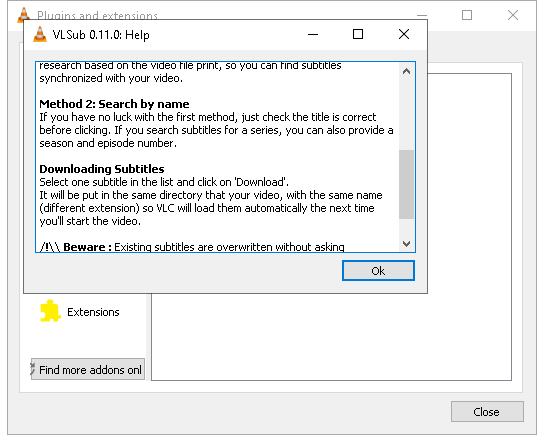 Plugins and extensions
VLSub 0.11.0: Help
research based on the video file print, so you can find subtitles
synchronized with your video.
Method 2: Search by name
If you have no luck with the first method, just check the title is correct
before clicking. If you search subtitles for a series, you can also provide a
season and episode number.
Downloading Subtitles
Select one subtitle in the list and click on 'Download'.
It will be put in the same directory that your video, with the same name
(different extension) so VLC will load them automatically the next time
you'll start the video.
/!\\ Beware : Existing subtitles are overwritten without asking
Ok
Extensions
Find more addons onl
Close